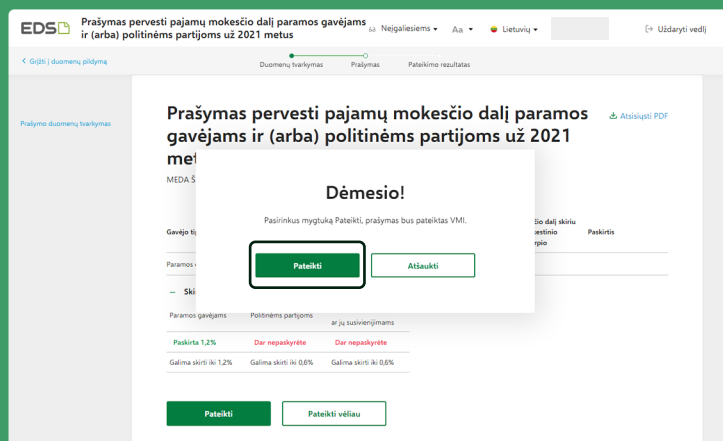 EDS
Prašymas pervesti pajamų mokesčio dalį paramos gavėjams
ir (arba) politinėms partijoms už 2021 metus
Neįgaliesiems
Aa
Lietuvių
Uždaryti vedlį
Grįžti į duomenų pildymą
Duomenų tvarkymas
Prašymas
Pateikimo rezultatas
Prašymo duomenų tvarkymas
Prašymas pervesti pajamų mokesčio dalį paramos
gavėjams ir (arba) politinėms partijoms už 2021
Atsisiųsti PDF
MEDA Š
Dėmesio!
Pasirinkus mygtuką Pateikti, prašymas bus pateiktas VMI.
Pateikti
Atšaukti
dalį skiriu
Gavėjo
Paskirtis
Paramos
Paramos gavėjams
Politinėms partijoms
ar jų susivienijimams
Paskirta 1,2%
Dar nepaskyrėte
Dar nepaskyrėte
Galima skirti iki 1,2%
Galima skirti iki 0,6%
Galima skirti iki 0,6%
Pateikti
Pateikti vėliau